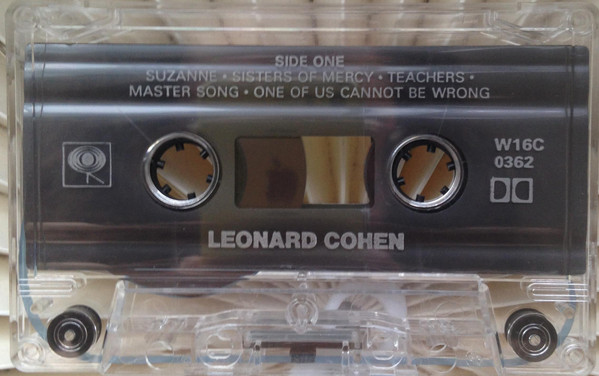 SIDE ONE
SUZANNE • SISTERS OF MERCY • TEACHERS •
MASTER SONG • ONE OF US CANNOT BE WRONG
W16C
0362
LEONARD COHEN